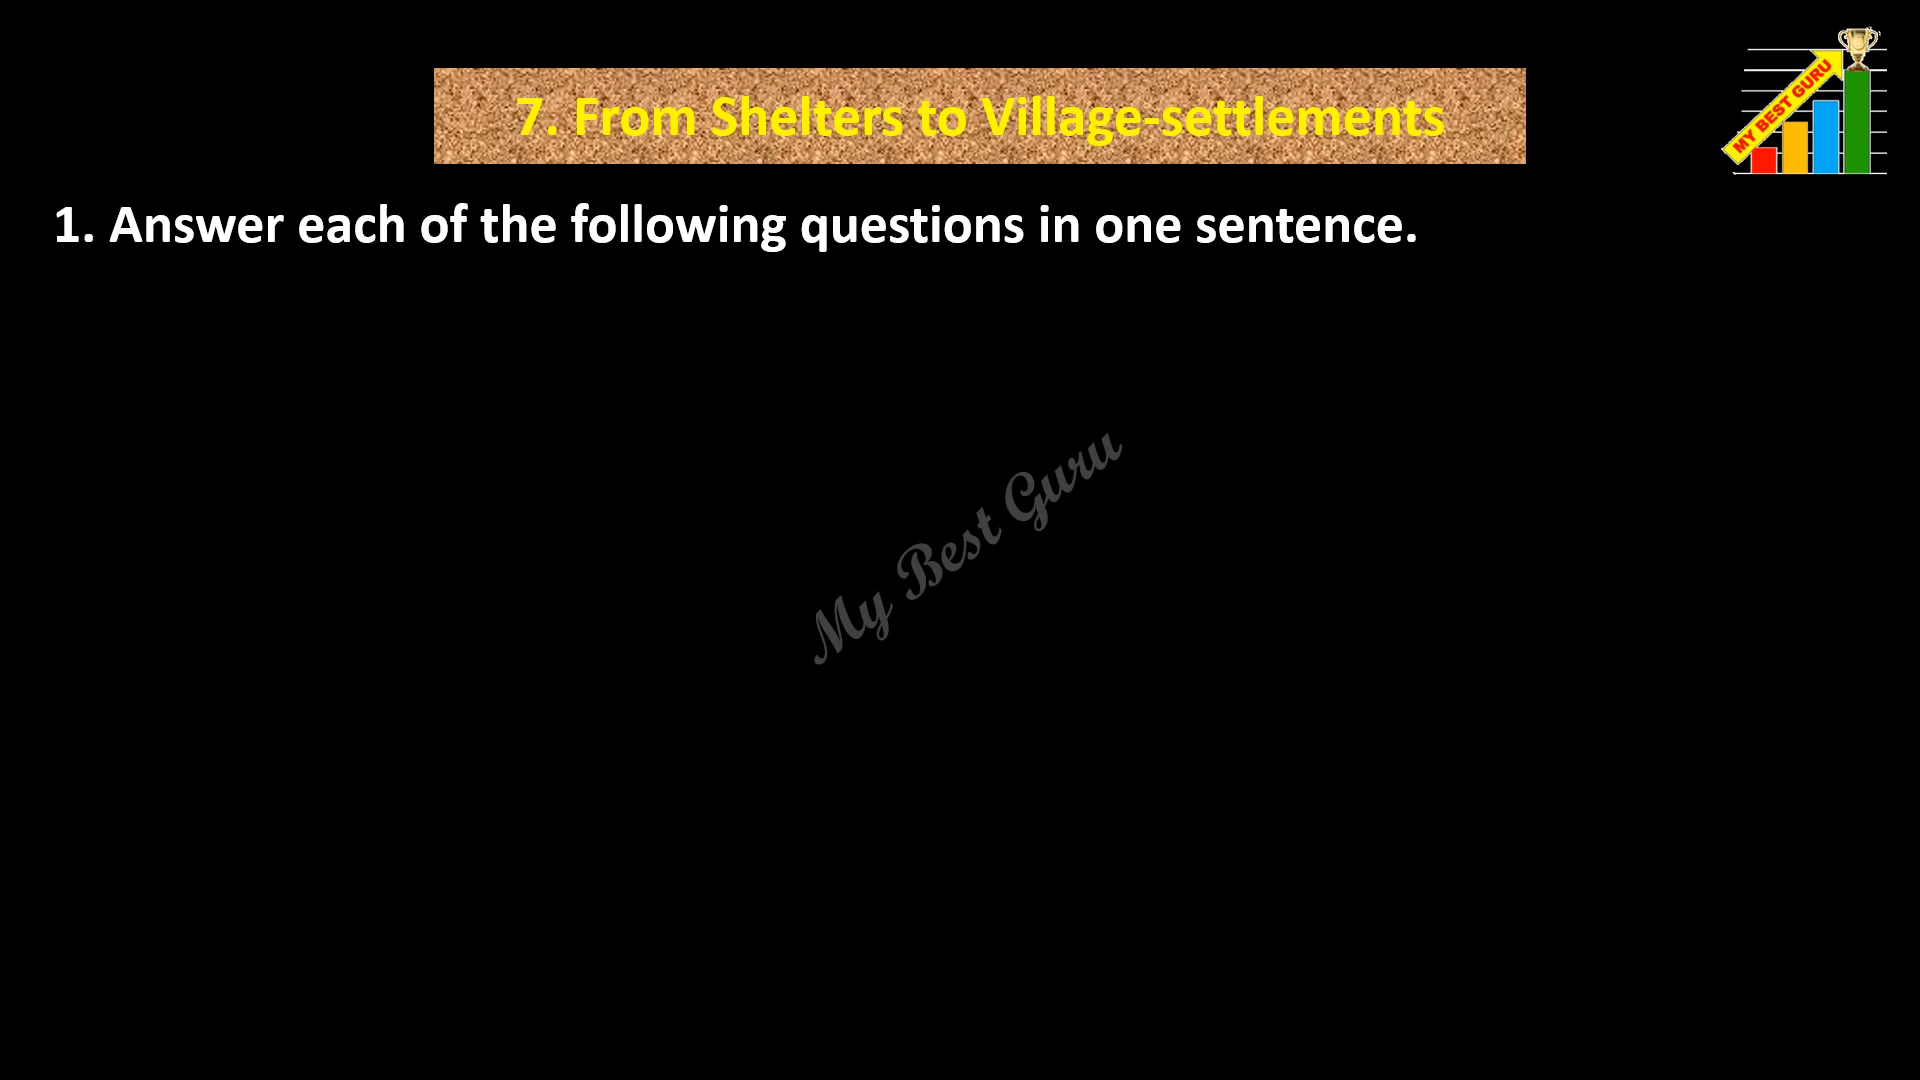 7. From Shelters to Village-settlements
MY BEST GURU
1. Answer each of the following questions in one sentence.
My Best Guru